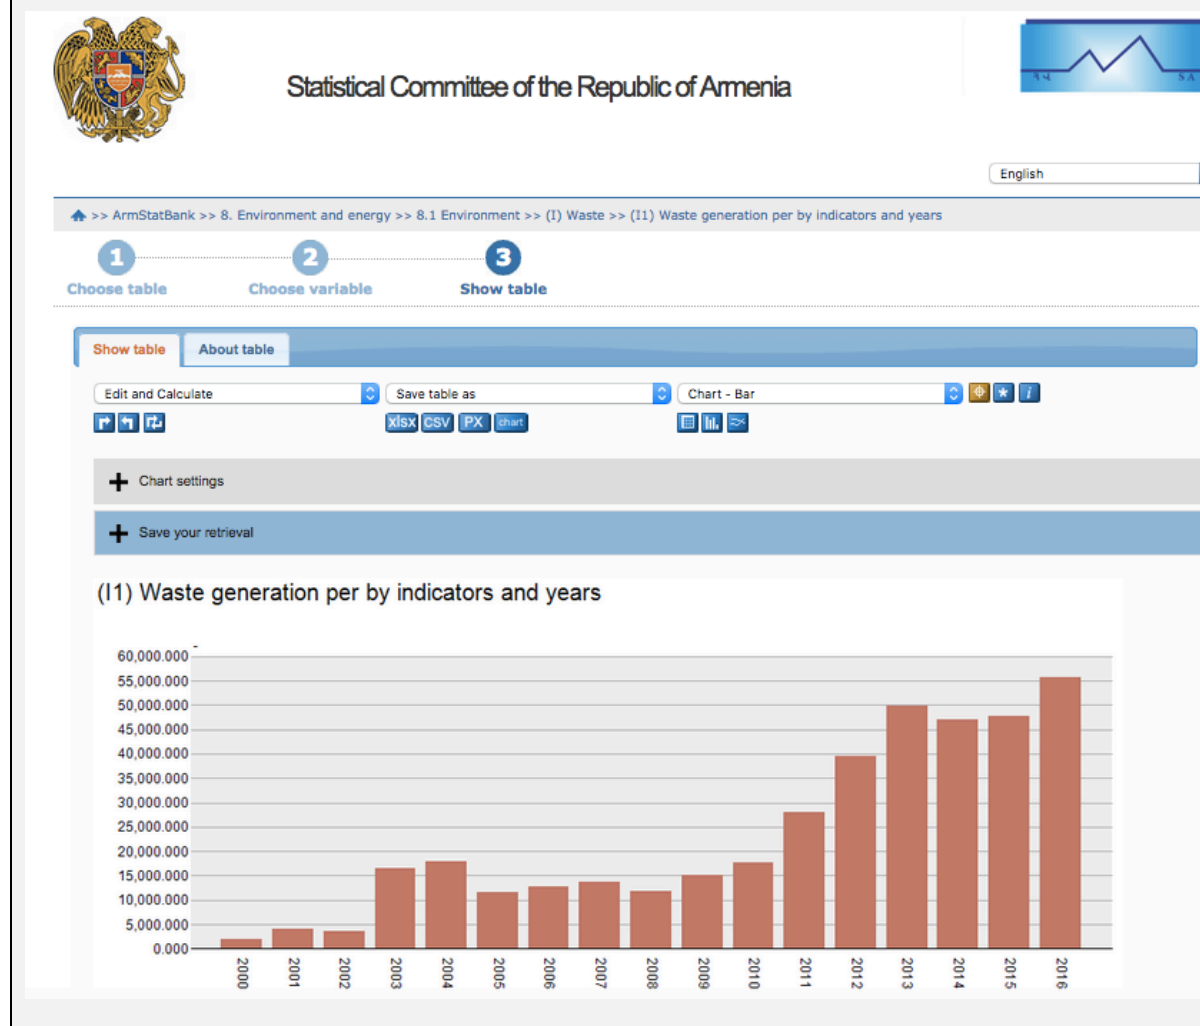 Statistical Committee of the Republic of Armenia
ԳՎ
SA
English
>> ArmStatBank >> 8. Environment and energy >> 8.1 Environment >> (I) Waste >> (I1) Waste generation per by indicators and years
1 2 3
Choose table Choose variable Show table
Show table About table
Edit and Calculate Save table as Chart - Bar
xlsx CSV PX chart
Chart settings
Save your retrieval
(I1) Waste generation per by indicators and years
60,000.000
55,000.000
50,000.000
45,000.000
40,000.000
35,000.000
30,000.000
25,000.000
20,000.000
15,000.000
10,000.000
5,000.000
0.000
2000 2001 2002 2003 2004 2005 2006 2007 2008 2009 2010 2011 2012 2013 2014 2015 2016